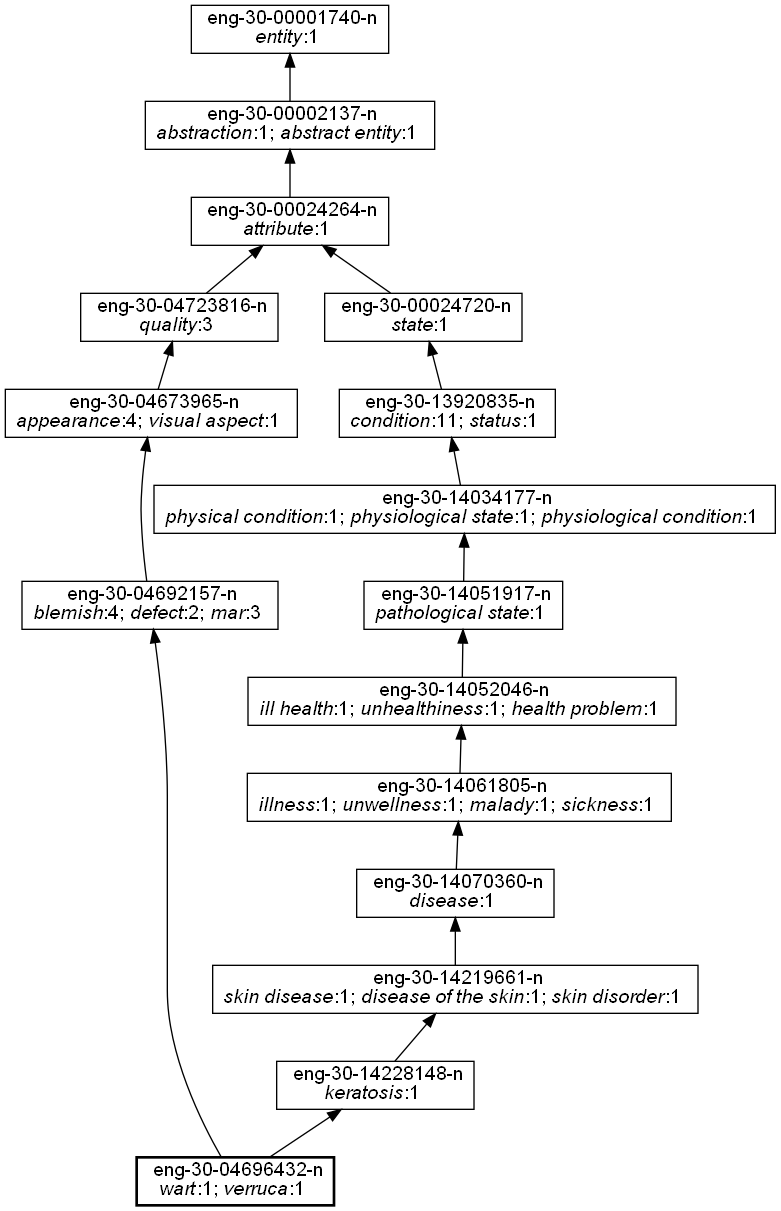 eng-30-00001740-n
entity:1
eng-30-00002137-n
abstraction:1; abstract entity:1
eng-30-00024264-n
attribute:1
eng-30-04723816-n
quality:3
eng-30-00024720-n
state:1
eng-30-04673965-n
appearance:4; visual aspect:1
eng-30-13920835-n
condition:11; status:1
eng-30-14034177-n
physical condition:1; physiological state:1; physiological condition:1
eng-30-04692157-n
blemish:4; defect:2; mar:3
eng-30-14051917-n
pathological state:1
eng-30-14052046-n
ill health:1; unhealthiness:1; health problem:1
eng-30-14061805-n
illness:1; unwellness:1; malady:1; sickness:1
eng-30-14070360-n
disease:1
eng-30-14219661-n
skin disease:1; disease of the skin:1; skin disorder:1
eng-30-14228148-n
keratosis:1
eng-30-04696432-n
wart:1; verruca:1